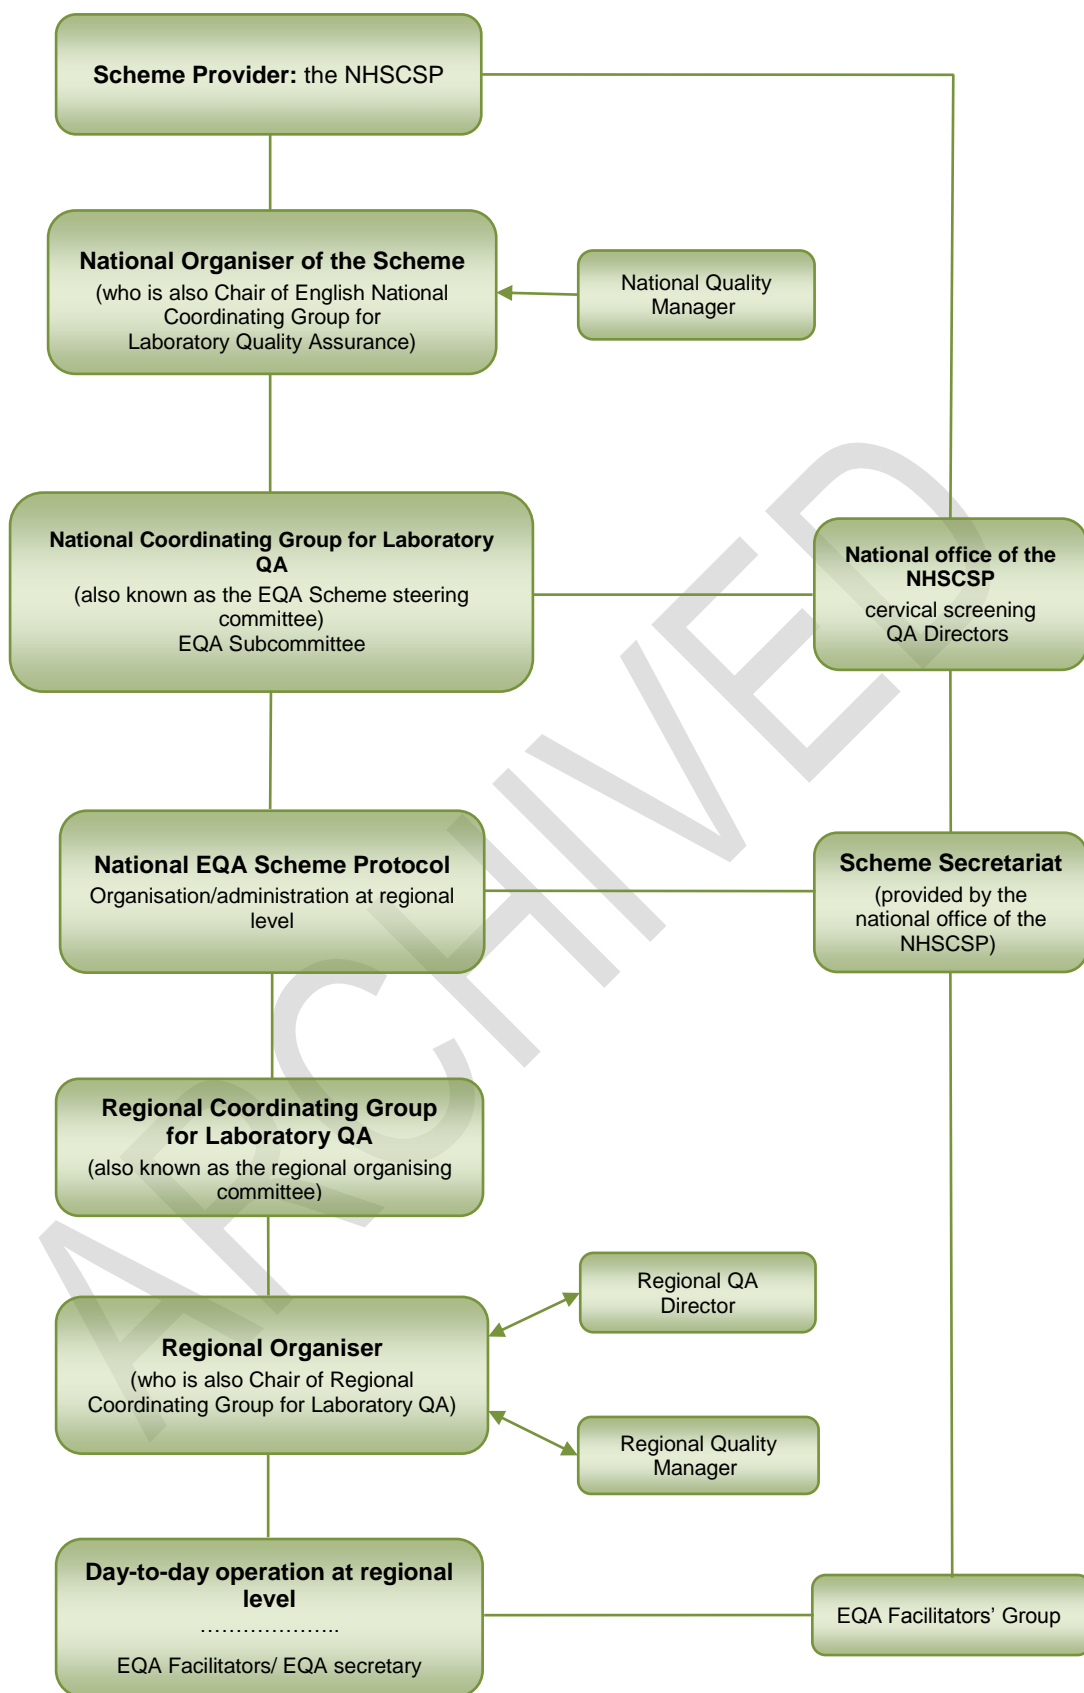 Scheme Provider: the NHSCSP
National Organiser of the Scheme
(who is also Chair of English National
Coordinating Group for
Laboratory Quality Assurance)
National Quality
Manager
National Coordinating Group for Laboratory
QA
(also known as the EQA Scheme steering
committee)
EQA Subcommittee
National office of the
NHSCSP
cervical screening
QA Directors
National EQA Scheme Protocol
Organisation/administration at regional
level
Scheme Secretariat
(provided by the
national office of the
NHSCSP)
Regional Coordinating Group
for Laboratory QA
(also known as the regional organising
committee)
Regional QA
Director
Regional Organiser
(who is also Chair of Regional
Coordinating Group for Laboratory QA)
Regional Quality
Manager
Day-to-day operation at regional
level
………………..
EQA Facilitators/ EQA secretary
EQA Facilitators’ Group
ARCHIVED